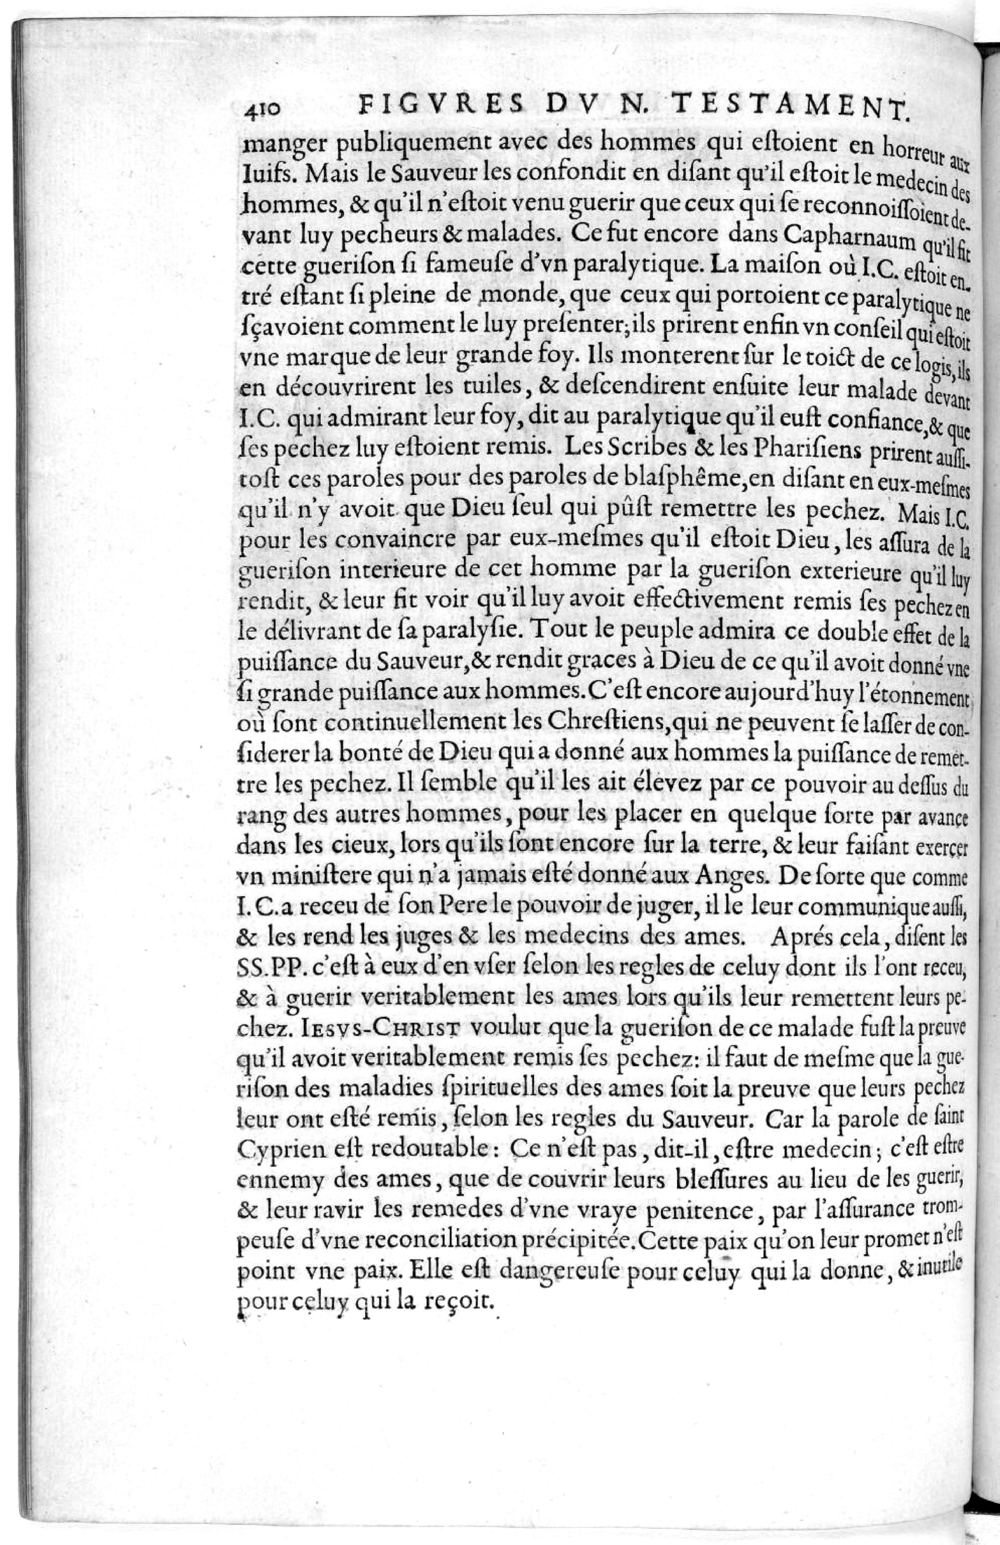 410 FIGVRES DV N. TESTAMENT.
manger publiquement avec des hommes qui eſtoient en horreur aux
Iuifs. Mais le Sauveur les confondit en diſant qu'il eſtoit le medecin des
hommes, & qu'il n'eſtoit venu guerir que ceux qui ſe reconnoiſſoient de-
vant luy pecheurs & malades. Ce fut encore dans Capharnaum qu'il fit
cette gueriſon ſi fameuſe d'vn paralytique. La maiſon où I.C. eſtoit en-
tré eſtant ſi pleine de monde, que ceux qui portoient ce paralytique ne
ſçavoient comment le luy preſenter; ils prirent enfin vn conſeil qui eſtoit
vne marque de leur grande foy. Ils monterent ſur le toict de ce logis, ils
en découvrirent les tuiles, & deſcendirent enſuite leur malade devant
I.C. qui admirant leur foy, dit au paralytique qu'il euſt confiance, & que
ſes pechez luy eſtoient remis. Les Scribes & les Phariſiens prirent auſſi-
toſt ces paroles pour des paroles de blaſphême, en diſant en eux-meſmes
qu'il n'y avoit que Dieu ſeul qui pûſt remettre les pechez. Mais I.C.
pour les convaincre par eux-meſmes qu'il eſtoit Dieu, les aſſura de la
gueriſon interieure de cet homme par la gueriſon exterieure qu'il luy
rendit, & leur fit voir qu'il luy avoit effectivement remis ſes pechez en
le délivrant de ſa paralyſie. Tout le peuple admira ce double effet de la
puiſſance du Sauveur, & rendit graces à Dieu de ce qu'il avoit donné vne
ſi grande puiſſance aux hommes. C'eſt encore aujourd'huy l'étonnement
où ſont continuellement les Chreſtiens, qui ne peuvent ſe laſſer de con-
ſiderer la bonté de Dieu qui a donné aux hommes la puiſſance de remet-
tre les pechez. Il ſemble qu'il les ait élevez par ce pouvoir au deſſus du
rang des autres hommes, pour les placer en quelque ſorte par avance
dans les cieux, lors qu'ils ſont encore ſur la terre, & leur faiſant exercer
vn miniſtere qui n'a jamais eſté donné aux Anges. De ſorte que comme
I.C. a receu de ſon Pere le pouvoir de juger, il le leur communique auſſi,
& les rend les juges & les medecins des ames. Aprés cela, diſent les
SS. PP. c'eſt à eux d'en vſer ſelon les regles de celuy dont ils l'ont receu,
& à guerir veritablement les ames lors qu'ils leur remettent leurs pe-
chez. IESVS-CHRIST voulut que la gueriſon de ce malade fuſt la preuve
qu'il avoit veritablement remis ſes pechez: il faut de meſme que la gue-
riſon des maladies ſpirituelles des ames ſoit la preuve que leurs pechez
leur ont eſté remis, ſelon les regles du Sauveur. Car la parole de ſaint
Cyprien eſt redoutable: Ce n'eſt pas, dit-il, eſtre medecin; c'eſt eſtre
ennemy des ames, que de couvrir leurs bleſſures au lieu de les guerir,
& leur ravir les remedes d'vne vraye penitence, par l'aſſurance trom-
peuſe d'vne reconciliation précipitée. Cette paix qu'on leur promet n'eſt
point vne paix. Elle eſt dangereuſe pour celuy qui la donne, & inutile
pour celuy qui la reçoit.